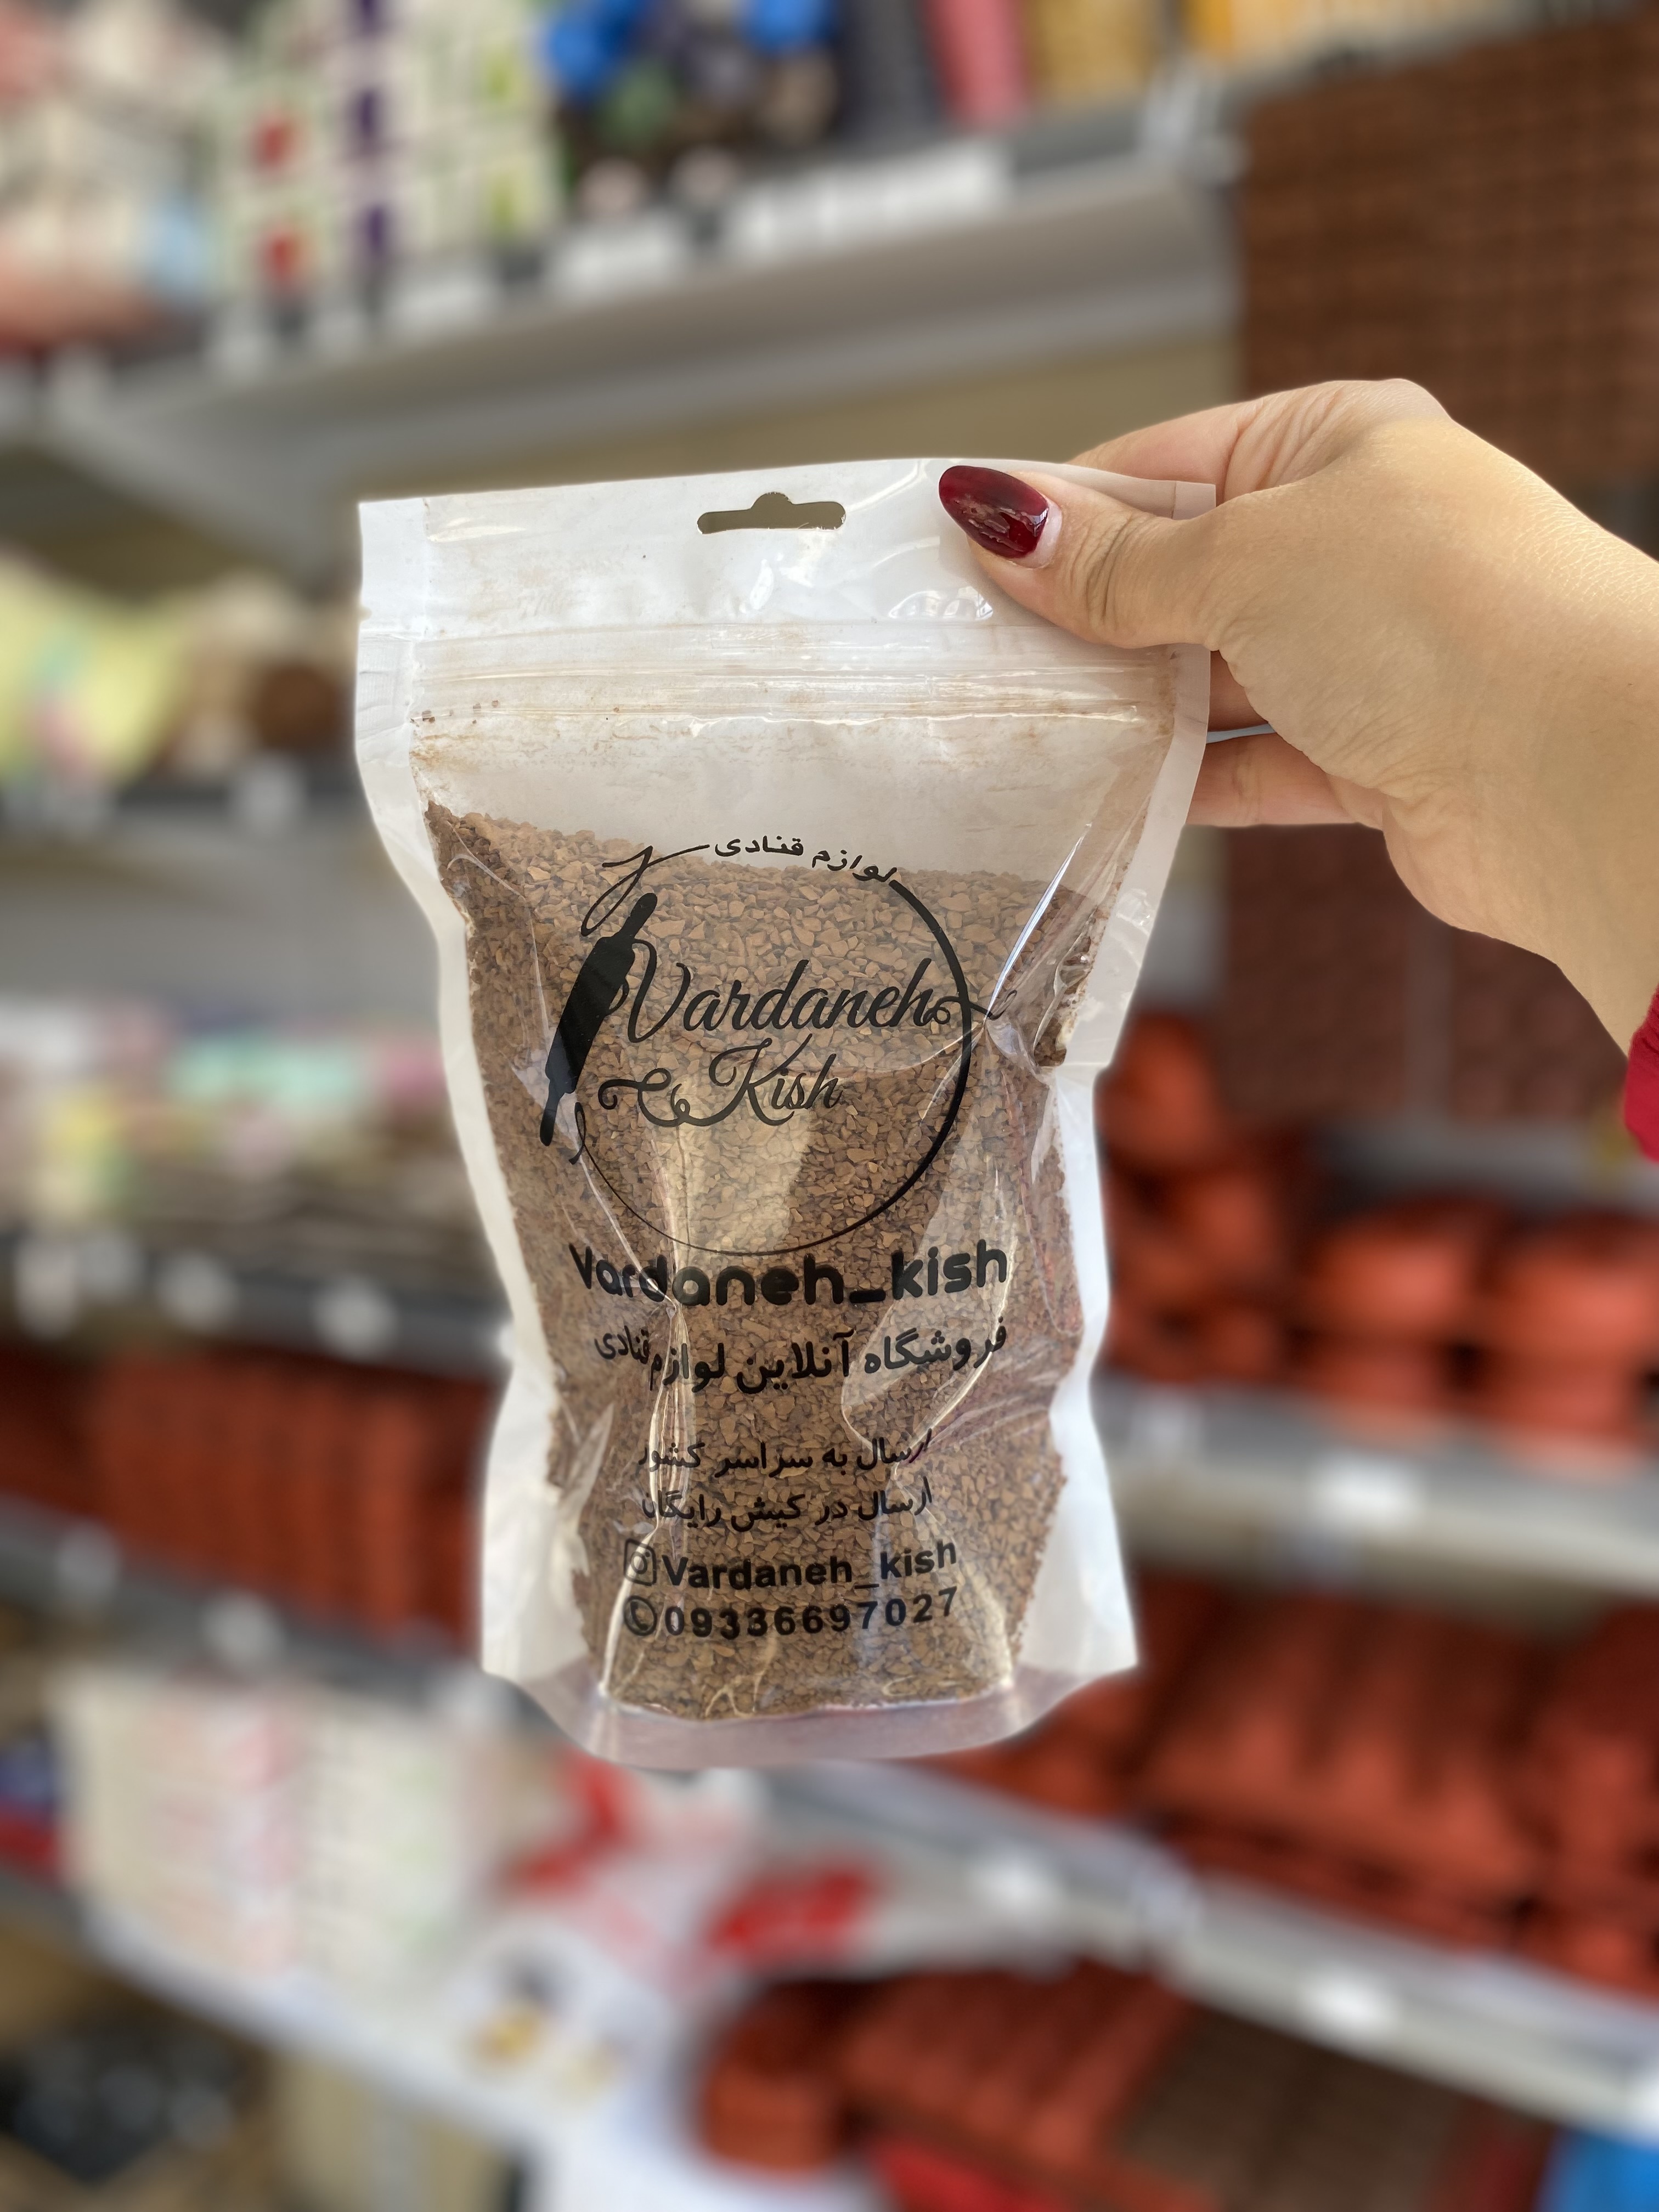 لوازم قنادی
Vardaneh
Kish
Vardaneh_kish
فروشگاه آنلاین لوازم قنادی
ارسال به سراسر کشور
ارسال در کیش رایگان
Vardaneh_kish
09336697027